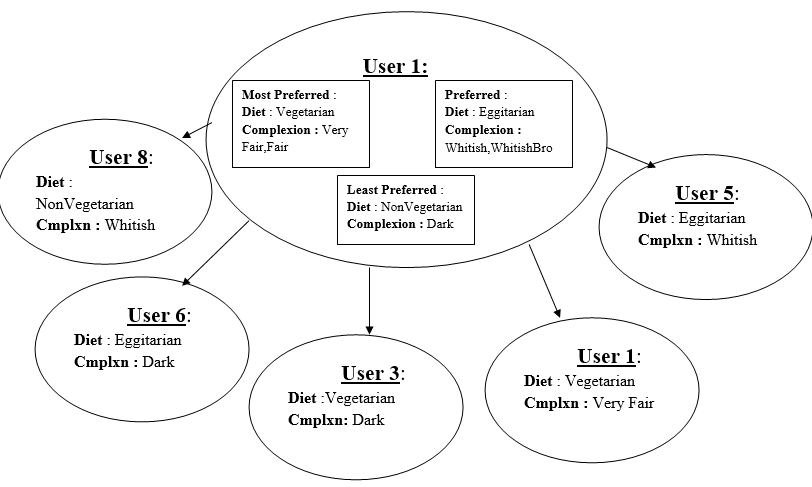 User 1:
Most Preferred :
Diet : Vegetarian
Complexion : Very
Fair,Fair
Preferred :
Diet : Eggitarian
Complexion :
Whitish,WhitishBro
Least Preferred :
Diet : NonVegetarian
Complexion : Dark
User 8:
Diet :
NonVegetarian
Cmplxn : Whitish
User 5:
Diet : Eggitarian
Cmplxn : Whitish
User 6:
Diet : Eggitarian
Cmplxn : Dark
User 3:
Diet :Vegetarian
Cmplxn: Dark
User 1:
Diet : Vegetarian
Cmplxn : Very Fair